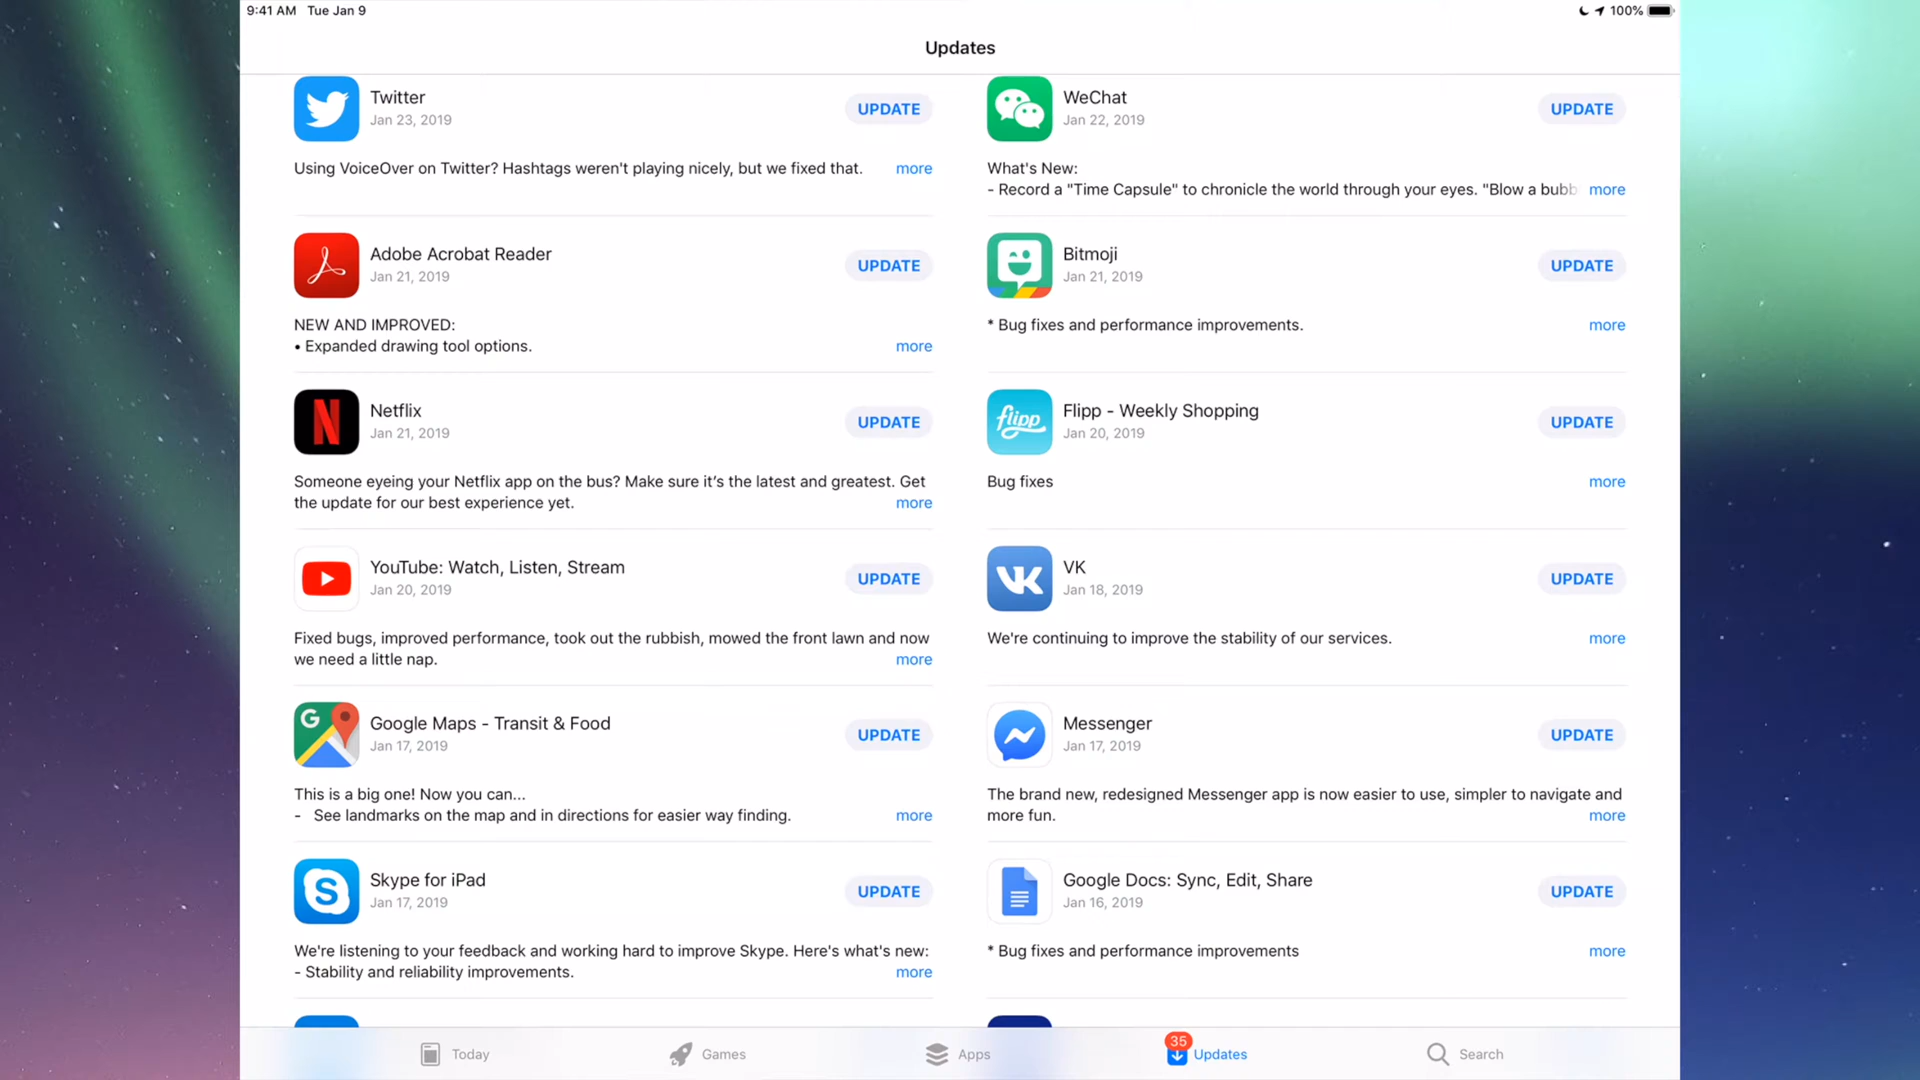 9:41 AM Tue Jan 9
100%
Updates
Twitter
Jan 23, 2019
UPDATE
Using VoiceOver on Twitter? Hashtags weren't playing nicely, but we fixed that. more
WeChat
Jan 22, 2019
UPDATE
What's New:
- Record a "Time Capsule" to chronicle the world through your eyes. "Blow a bubb more
Adobe Acrobat Reader
Jan 21, 2019
UPDATE
NEW AND IMPROVED:
• Expanded drawing tool options. more
Bitmoji
Jan 21, 2019
UPDATE
* Bug fixes and performance improvements. more
N
Netflix
Jan 21, 2019
UPDATE
Someone eyeing your Netflix app on the bus? Make sure it’s the latest and greatest. Get
the update for our best experience yet. more
flipp
Flipp - Weekly Shopping
Jan 20, 2019
UPDATE
Bug fixes more
YouTube: Watch, Listen, Stream
Jan 20, 2019
UPDATE
Fixed bugs, improved performance, took out the rubbish, mowed the front lawn and now
we need a little nap. more
VK
VK
Jan 18, 2019
UPDATE
We're continuing to improve the stability of our services. more
G
Google Maps - Transit & Food
Jan 17, 2019
UPDATE
This is a big one! Now you can...
- See landmarks on the map and in directions for easier way finding. more
Messenger
Jan 17, 2019
UPDATE
The brand new, redesigned Messenger app is now easier to use, simpler to navigate and
more fun. more
S
Skype for iPad
Jan 17, 2019
UPDATE
We're listening to your feedback and working hard to improve Skype. Here's what's new:
- Stability and reliability improvements. more
Google Docs: Sync, Edit, Share
Jan 16, 2019
UPDATE
* Bug fixes and performance improvements more
Today
Games
Apps
35
Updates
Search